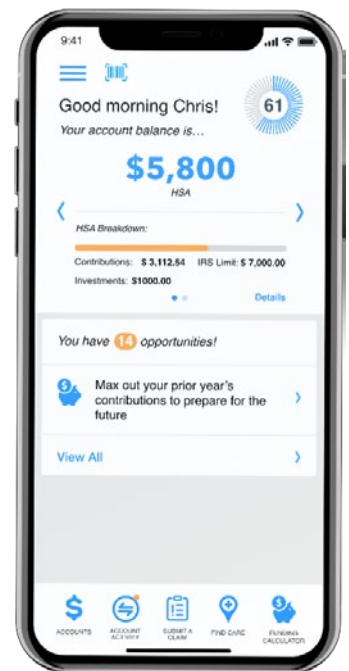 9:41
Good morning Chris!
61
Your account balance is...
$5,800
HSA
HSA Breakdown:
Contributions: $ 3,112.54 IRS Limit: $ 7,000.00
Investments: $1000.00
Details
You have 14 opportunities!
Max out your prior year's
contributions to prepare for the
future
View All
ACCOUNTS
ACCOUNT
ACTIVITY
SUBMIT A
CLAIM
FIND CARE
FUNDING
CALCULATOR